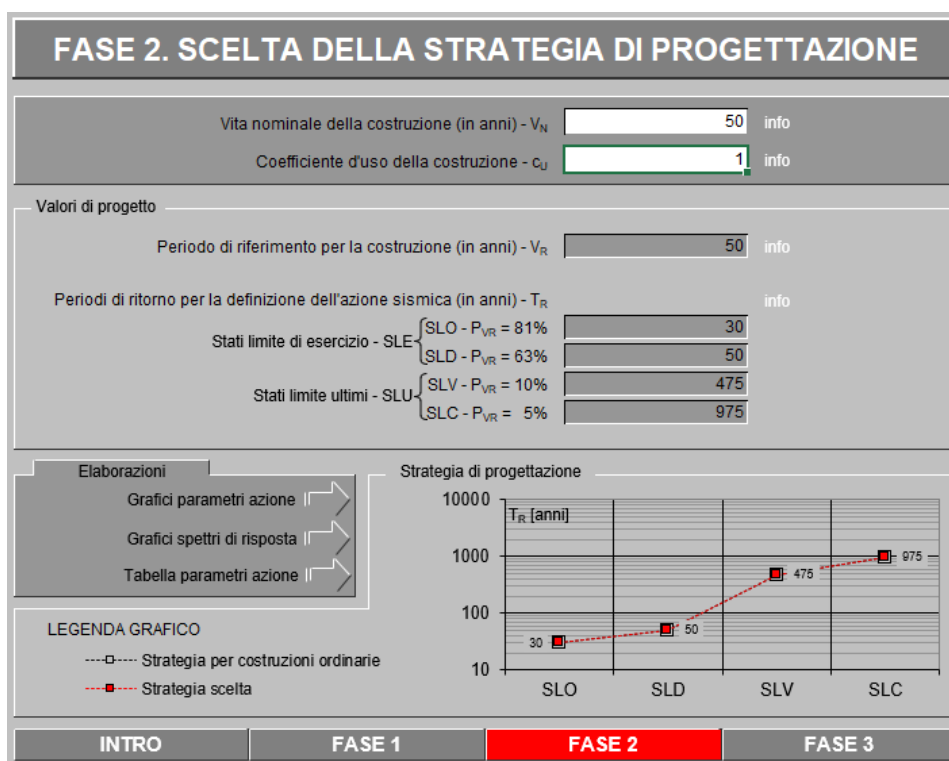 FASE 2. SCELTA DELLA STRATEGIA DI PROGETTAZIONE
Vita nominale della costruzione (in anni) - VN 50 info
Coefficiente d'uso della costruzione - cU 1 info
Valori di progetto
Periodo di riferimento per la costruzione (in anni) - VR 50 info
Periodi di ritorno per la definizione dell'azione sismica (in anni) - TR info
Stati limite di esercizio - SLE
SLO - PVR = 81% 30
SLD - PVR = 63% 50
Stati limite ultimi - SLU
SLV - PVR = 10% 475
SLC - PVR = 5% 975
Elaborazioni
Grafici parametri azione
Grafici spettri di risposta
Tabella parametri azione
LEGENDA GRAFICO
Strategia per costruzioni ordinarie
Strategia scelta
Strategia di progettazione
TR [anni]
10000
1000
100
10
30
50
475
975
SLO SLD SLV SLC
INTRO FASE 1 FASE 2 FASE 3